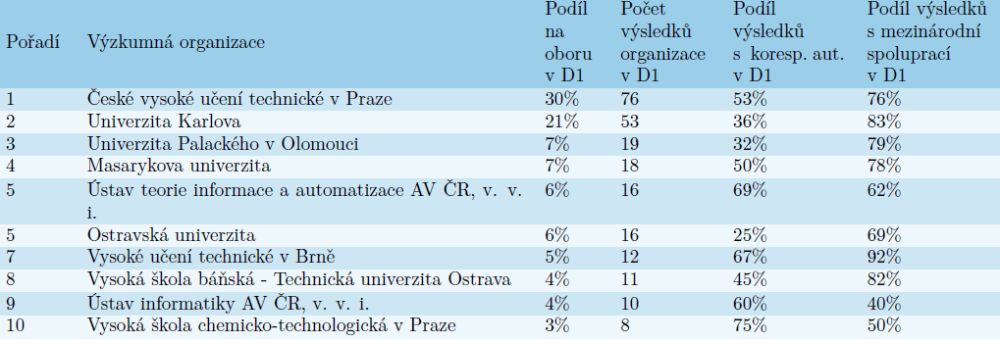 Pořadí Výzkumná organizace Podíl na oboru v D1 Počet výsledků organizace v D1 Podíl výsledků s koresp. aut. v D1 Podíl výsledků s mezinárodní spoluprací v D1
1 České vysoké učení technické v Praze 30% 76 53% 76%
2 Univerzita Karlova 21% 53 36% 83%
3 Univerzita Palackého v Olomouci 7% 19 32% 79%
4 Masarykova univerzita 7% 18 50% 78%
5 Ústav teorie informace a automatizace AV ČR, v. v. 6% 16 69% 62%
i.
5 Ostravská univerzita 6% 16 25% 69%
7 Vysoké učení technické v Brně 5% 12 67% 92%
8 Vysoká škola báňská - Technická univerzita Ostrava 4% 11 45% 82%
9 Ústav informatiky AV ČR, v. v. i. 4% 10 60% 40%
10 Vysoká škola chemicko-technologická v Praze 3% 8 75% 50%